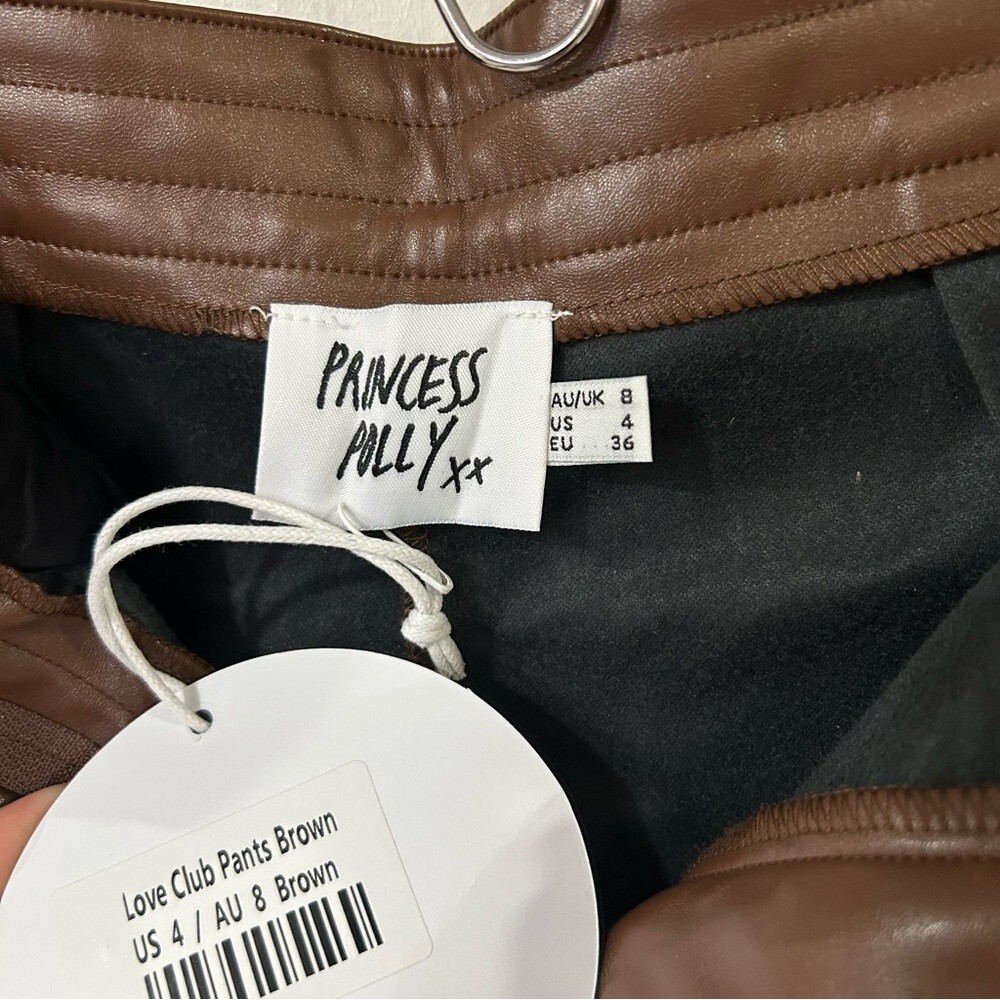 PRINCESS
POLLY xx
AU/UK 8
US 4
EU 36
Love Club Pants Brown
US 4 / AU 8 Brown